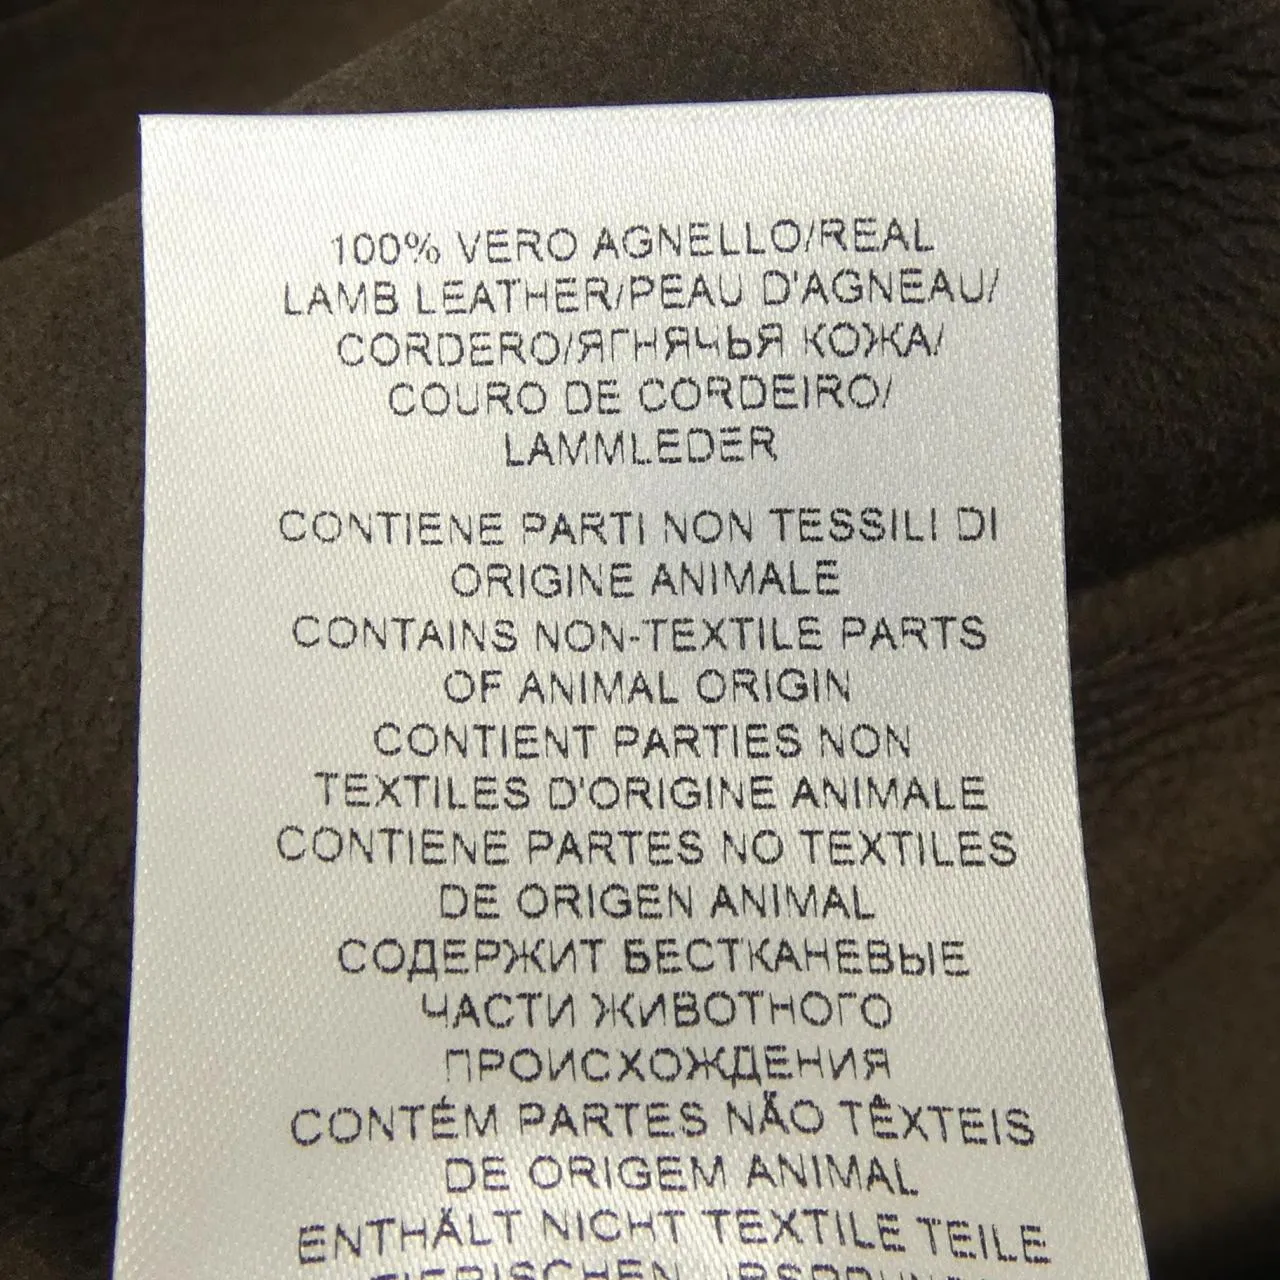 100% VERO AGNELLO/REAL
LAMB LEATHER/PEAU D'AGNEAU/
CORDERO/ЯГНЯЧЬЯ КОЖА/
COURO DE CORDEIRO/
LAMMLEDER
CONTIENE PARTI NON TESSILI DI
ORIGINE ANIMALE
CONTAINS NON-TEXTILE PARTS
OF ANIMAL ORIGIN
CONTIENT PARTIES NON
TEXTILES D'ORIGINE ANIMALE
CONTIENE PARTES NO TEXTILES
DE ORIGEN ANIMAL
СОДЕРЖИТ БЕСТКАНЕВЫЕ
ЧАСТИ ЖИВОТНОГО
ПРОИСХОЖДЕНИЯ
CONTÉM PARTES NÃO TÊXTEIS
DE ORIGEM ANIMAL
ENTHÄLT NICHT TEXTILE TEILE
TIERISCHEN URSPRUNGS